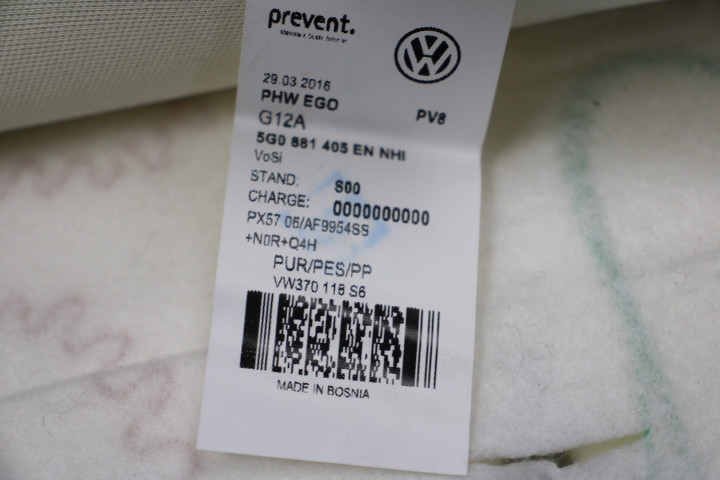 prevent.
29.03.2016
PHW EGO PV8
G12A
5G0 881 405 EN NHI
VoSi
STAND: S00
CHARGE: 0000000000
PX57 06/AF9954SS
+N0R+Q4H
PUR/PES/PP
VW370 118 S6
MADE IN BOSNIA